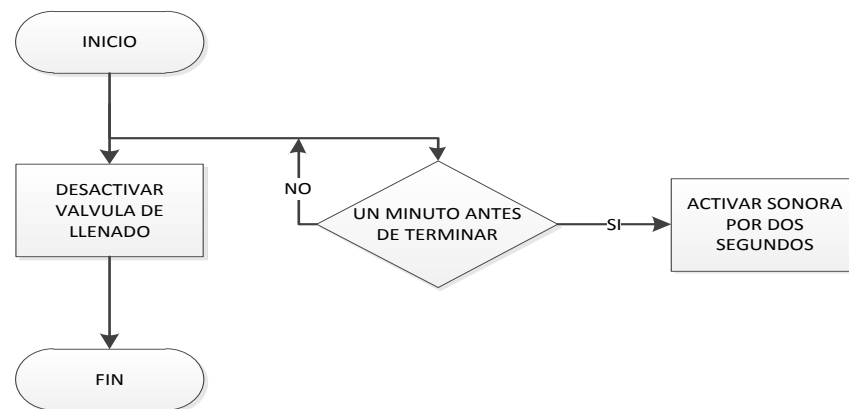 INICIO
DESACTIVAR
VALVULA DE
LLENADO
NO
UN MINUTO ANTES
DE TERMINAR
SI
ACTIVAR SONORA
POR DOS
SEGUNDOS
FIN